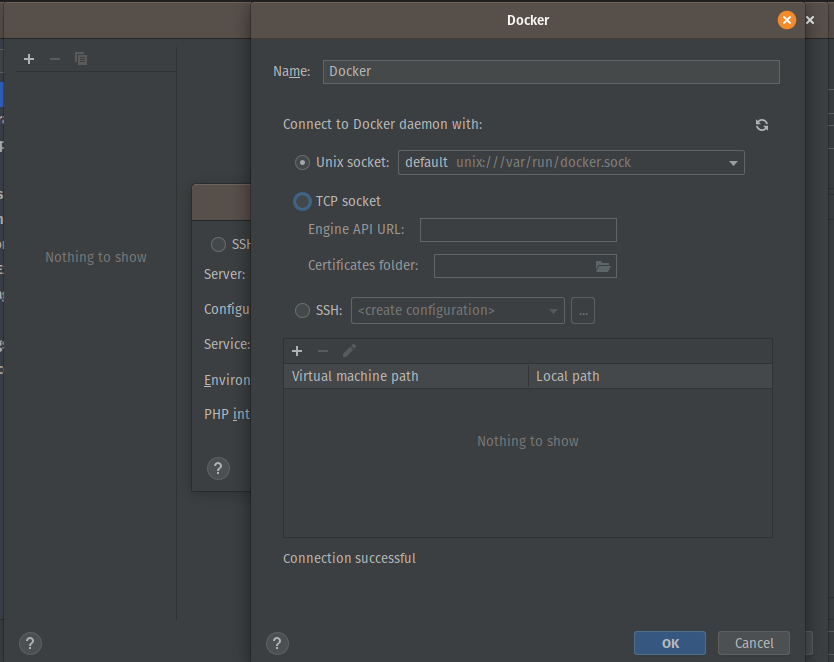 Docker
Name: Docker
Connect to Docker daemon with:
Unix socket: default unix:///var/run/docker.sock
TCP socket
Engine API URL:
Certificates folder:
SSH: <create configuration> ...
Virtual machine path Local path
Nothing to show
Connection successful
? OK Cancel
Nothing to show
SSH
Server:
Configu
Service:
Environ
PHP int
?
?